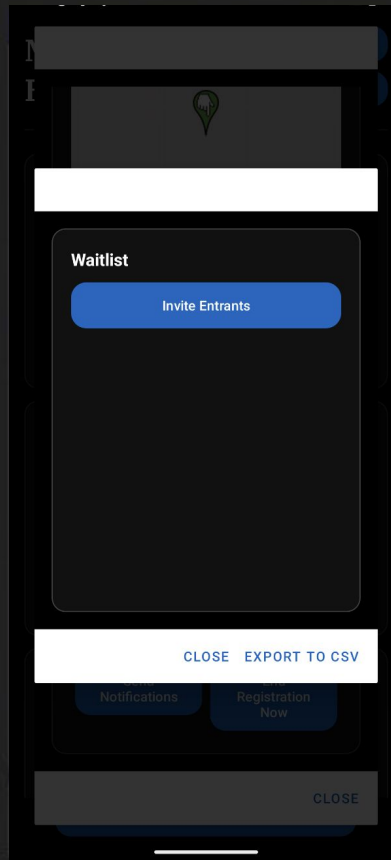 Waitlist
Invite Entrants
CLOSE EXPORT TO CSV
Notifications
Registration
Now
CLOSE